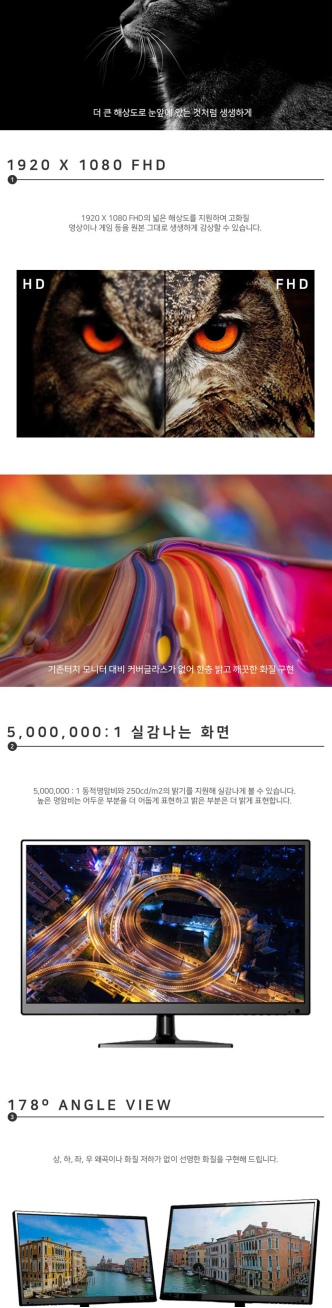 더 큰 해상도로 눈앞에 있는 것처럼 생생하게
1920 X 1080 FHD
1
1920 X 1080 FHD의 넓은 해상도를 지원하여 고화질
영상이나 게임 등을 원본 그대로 생생하게 감상할 수 있습니다.
HD
FHD
기존터치 모니터 대비 커버글라스가 없어 한층 밝고 깨끗한 화질 구현
5,000,000:1 실감나는 화면
2
5,000,000 : 1 동적명암비와 250cd/m2의 밝기를 지원해 실감나게 볼 수 있습니다.
높은 명암비는 어두운 부분을 더 어둡게 표현하고 밝은 부분은 더 밝게 표현합니다.
178º ANGLE VIEW
3
상, 하, 좌, 우 왜곡이나 화질 저하가 없이 선명한 화질을 구현해 드립니다.